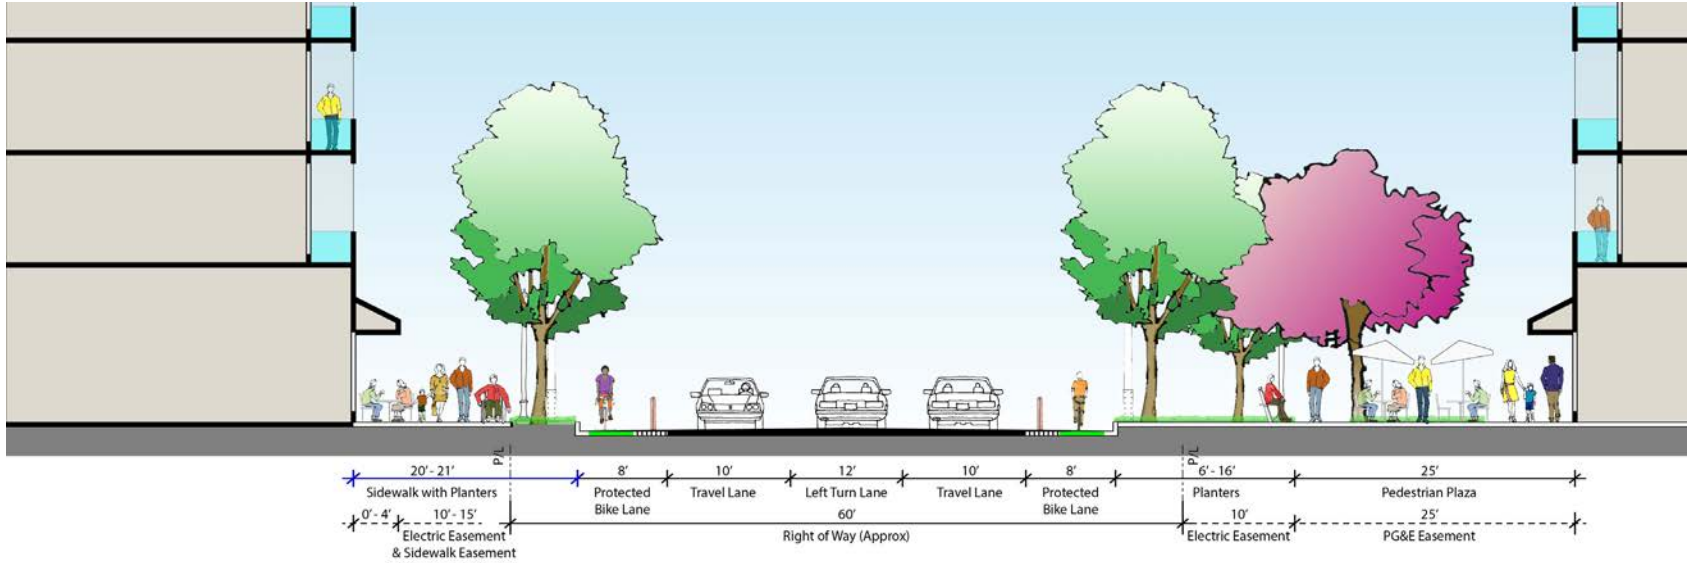 P/L
P/L
20' - 21'
8'
10'
12'
10'
8'
6' - 16'
25'
Sidewalk with Planters
Protected
Bike Lane
Travel Lane
Left Turn Lane
Travel Lane
Protected
Bike Lane
Planters
Pedestrian Plaza
0' - 4'
10' - 15'
60'
10'
25'
Electric Easement
& Sidewalk Easement
Right of Way (Approx)
Electric Easement
PG&E Easement